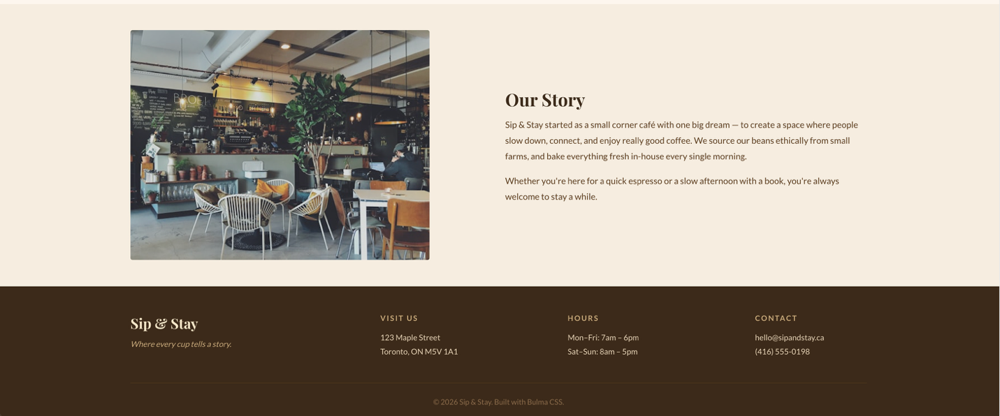 BROEI
Our Story
Sip & Stay started as a small corner café with one big dream — to create a space where people
slow down, connect, and enjoy really good coffee. We source our beans ethically from small
farms, and bake everything fresh in-house every single morning.
Whether you're here for a quick espresso or a slow afternoon with a book, you're always
welcome to stay a while.
Sip & Stay
Where every cup tells a story.
VISIT US
123 Maple Street
Toronto, ON M5V 1A1
HOURS
Mon–Fri: 7am – 6pm
Sat–Sun: 8am – 5pm
CONTACT
hello@sipandstay.ca
(416) 555-0198
© 2026 Sip & Stay. Built with Bulma CSS.